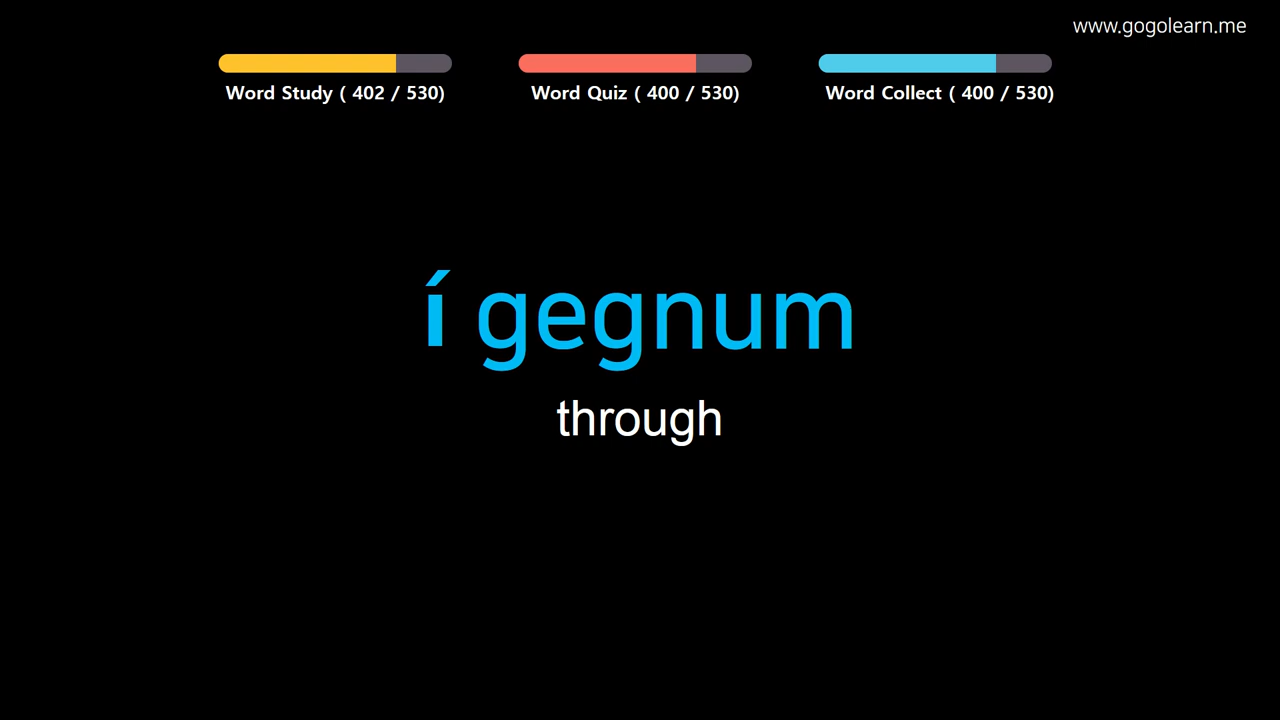 www.gogolearn.me
Word Study ( 402 / 530)
Word Quiz ( 400 / 530)
Word Collect ( 400 / 530)
í gegnum
through